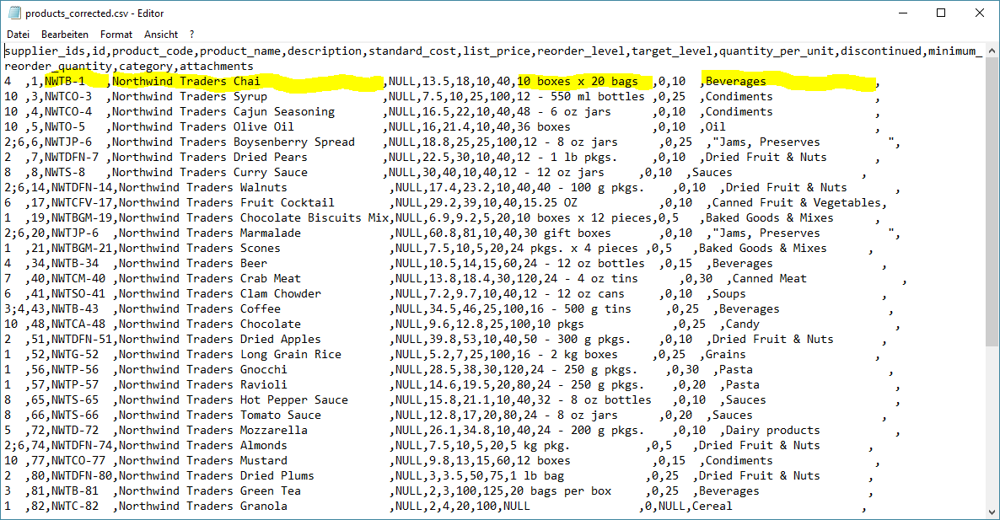 products_corrected.csv - Editor
Datei Bearbeiten Format Ansicht ?
supplier_ids,id,product_code,product_name,description,standard_cost,list_price,reorder_level,target_level,quantity_per_unit,discontinued,minimum_
reorder_quantity,category,attachments
4  ,1,NWTB-1   ,Northwind Traders Chai                  ,NULL,13.5,18,10,40,10 boxes x 20 bags  ,0,10  ,Beverages                ,
10 ,3,NWTCO-3  ,Northwind Traders Syrup                 ,NULL,7.5,10,25,100,12 - 550 ml bottles ,0,25  ,Condiments               ,
10 ,4,NWTCO-4  ,Northwind Traders Cajun Seasoning       ,NULL,16.5,22,10,40,48 - 6 oz jars      ,0,10  ,Condiments               ,
10 ,5,NWTO-5   ,Northwind Traders Olive Oil             ,NULL,16,21.4,10,40,36 boxes            ,0,10  ,Oil                      ,
2;6,6,NWTJP-6  ,Northwind Traders Boysenberry Spread    ,NULL,18.8,25,25,100,12 - 8 oz jars      ,0,25  ,"Jams, Preserves          ",
2  ,7,NWTDFN-7 ,Northwind Traders Dried Pears           ,NULL,22.5,30,10,40,12 - 1 lb pkgs.     ,0,10  ,Dried Fruit & Nuts       ,
8  ,8,NWTS-8   ,Northwind Traders Curry Sauce           ,NULL,30,40,10,40,12 - 12 oz jars     ,0,10  ,Sauces                   ,
2;6,14,NWTDFN-14,Northwind Traders Walnuts               ,NULL,17.4,23.2,10,40,40 - 100 g pkgs.    ,0,10  ,Dried Fruit & Nuts       ,
6  ,17,NWTCFV-17,Northwind Traders Fruit Cocktail        ,NULL,29.2,39,10,40,15.25 OZ            ,0,10  ,Canned Fruit & Vegetables,
1  ,19,NWTBGM-19,Northwind Traders Chocolate Biscuits Mix,NULL,6.9,9.2,5,20,10 boxes x 12 pieces,0,5   ,Baked Goods & Mixes      ,
2;6,20,NWTJP-6  ,Northwind Traders Marmalade             ,NULL,60.8,81,10,40,30 gift boxes       ,0,10  ,"Jams, Preserves          ",
1  ,21,NWTBGM-21,Northwind Traders Scones                ,NULL,7.5,10,5,20,24 pkgs. x 4 pieces ,0,5   ,Baked Goods & Mixes      ,
4  ,34,NWTB-34  ,Northwind Traders Beer                  ,NULL,10.5,14,15,60,24 - 12 oz bottles  ,0,15  ,Beverages                ,
7  ,40,NWTCM-40 ,Northwind Traders Crab Meat             ,NULL,13.8,18.4,30,120,24 - 4 oz tins      ,0,30  ,Canned Meat              ,
6  ,41,NWTSO-41 ,Northwind Traders Clam Chowder          ,NULL,7.2,9.7,10,40,12 - 12 oz cans     ,0,10  ,Soups                    ,
3;4,43,NWTB-43  ,Northwind Traders Coffee                ,NULL,34.5,46,25,100,16 - 500 g tins     ,0,25  ,Beverages                ,
10 ,48,NWTCA-48 ,Northwind Traders Chocolate             ,NULL,9.6,12.8,25,100,10 pkgs             ,0,25  ,Candy                    ,
2  ,51,NWTDFN-51,Northwind Traders Dried Apples          ,NULL,39.8,53,10,40,50 - 300 g pkgs.    ,0,10  ,Dried Fruit & Nuts       ,
1  ,52,NWTG-52  ,Northwind Traders Long Grain Rice       ,NULL,5.2,7,25,100,16 - 2 kg boxes     ,0,25  ,Grains                   ,
1  ,56,NWTP-56  ,Northwind Traders Gnocchi               ,NULL,28.5,38,30,120,24 - 250 g pkgs.    ,0,30  ,Pasta                    ,
1  ,57,NWTP-57  ,Northwind Traders Ravioli               ,NULL,14.6,19.5,20,80,24 - 250 g pkgs.    ,0,20  ,Pasta                    ,
8  ,65,NWTS-65  ,Northwind Traders Hot Pepper Sauce      ,NULL,15.8,21.1,10,40,32 - 8 oz bottles   ,0,10  ,Sauces                   ,
8  ,66,NWTS-66  ,Northwind Traders Tomato Sauce          ,NULL,12.8,17,20,80,24 - 8 oz jars      ,0,20  ,Sauces                   ,
5  ,72,NWTD-72  ,Northwind Traders Mozzarella            ,NULL,26.1,34.8,10,40,24 - 200 g pkgs.    ,0,10  ,Dairy products           ,
2;6,74,NWTDFN-74,Northwind Traders Almonds               ,NULL,7.5,10,5,20,5 kg pkg.           ,0,5   ,Dried Fruit & Nuts       ,
10 ,77,NWTCO-77 ,Northwind Traders Mustard               ,NULL,9.8,13,15,60,12 boxes            ,0,15  ,Condiments               ,
2  ,80,NWTDFN-80,Northwind Traders Dried Plums           ,NULL,3,3.5,50,75,1 lb bag            ,0,25  ,Dried Fruit & Nuts       ,
3  ,81,NWTB-81  ,Northwind Traders Green Tea             ,NULL,2,3,100,125,20 bags per box     ,0,25  ,Beverages                ,
1  ,82,NWTC-82  ,Northwind Traders Granola               ,NULL,2,4,20,100,NULL                ,0,NULL,Cereal                   ,